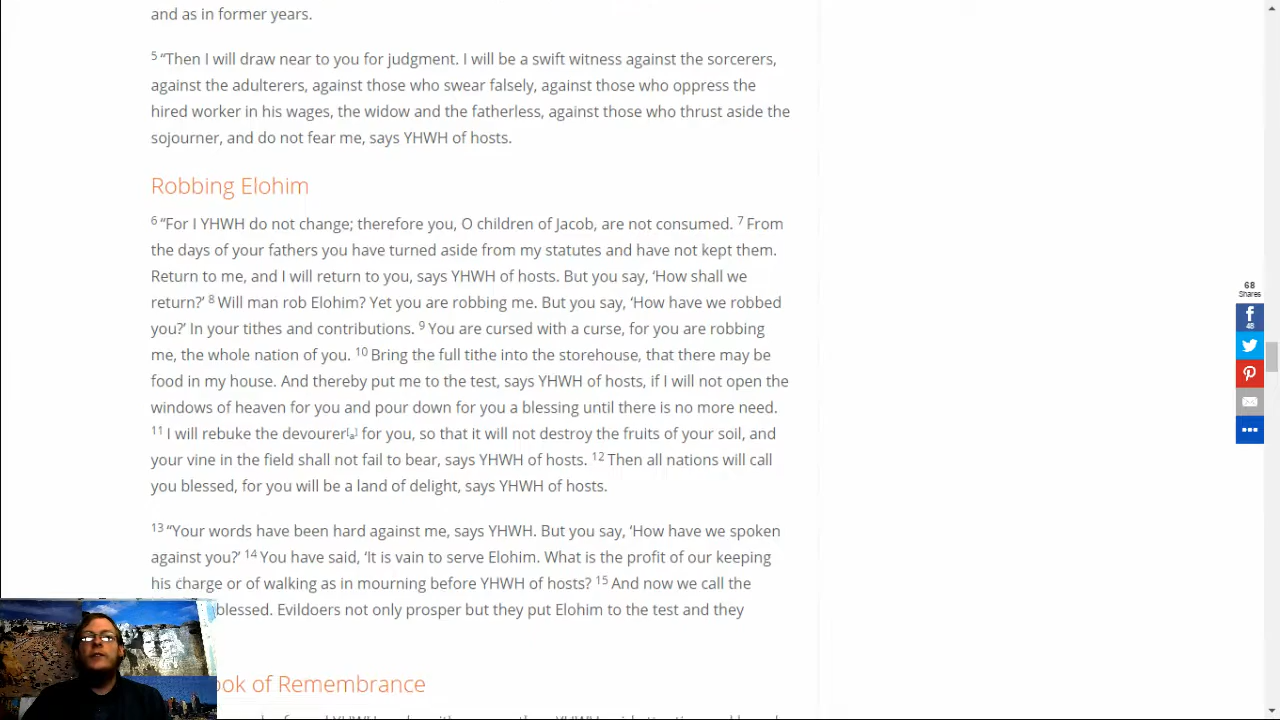 and as in former years.
5 “Then I will draw near to you for judgment. I will be a swift witness against the sorcerers,
against the adulterers, against those who swear falsely, against those who oppress the
hired worker in his wages, the widow and the fatherless, against those who thrust aside the
sojourner, and do not fear me, says YHWH of hosts.
Robbing Elohim
6 “For I YHWH do not change; therefore you, O children of Jacob, are not consumed. 7 From
the days of your fathers you have turned aside from my statutes and have not kept them.
Return to me, and I will return to you, says YHWH of hosts. But you say, ‘How shall we
return?’ 8 Will man rob Elohim? Yet you are robbing me. But you say, ‘How have we robbed
you?’ In your tithes and contributions. 9 You are cursed with a curse, for you are robbing
me, the whole nation of you. 10 Bring the full tithe into the storehouse, that there may be
food in my house. And thereby put me to the test, says YHWH of hosts, if I will not open the
windows of heaven for you and pour down for you a blessing until there is no more need.
11 I will rebuke the devourer[a] for you, so that it will not destroy the fruits of your soil, and
your vine in the field shall not fail to bear, says YHWH of hosts. 12 Then all nations will call
you blessed, for you will be a land of delight, says YHWH of hosts.
13 “Your words have been hard against me, says YHWH. But you say, ‘How have we spoken
against you?’ 14 You have said, ‘It is vain to serve Elohim. What is the profit of our keeping
his charge or of walking as in mourning before YHWH of hosts? 15 And now we call the
blessed. Evildoers not only prosper but they put Elohim to the test and they
ook of Remembrance
68
Shares
48